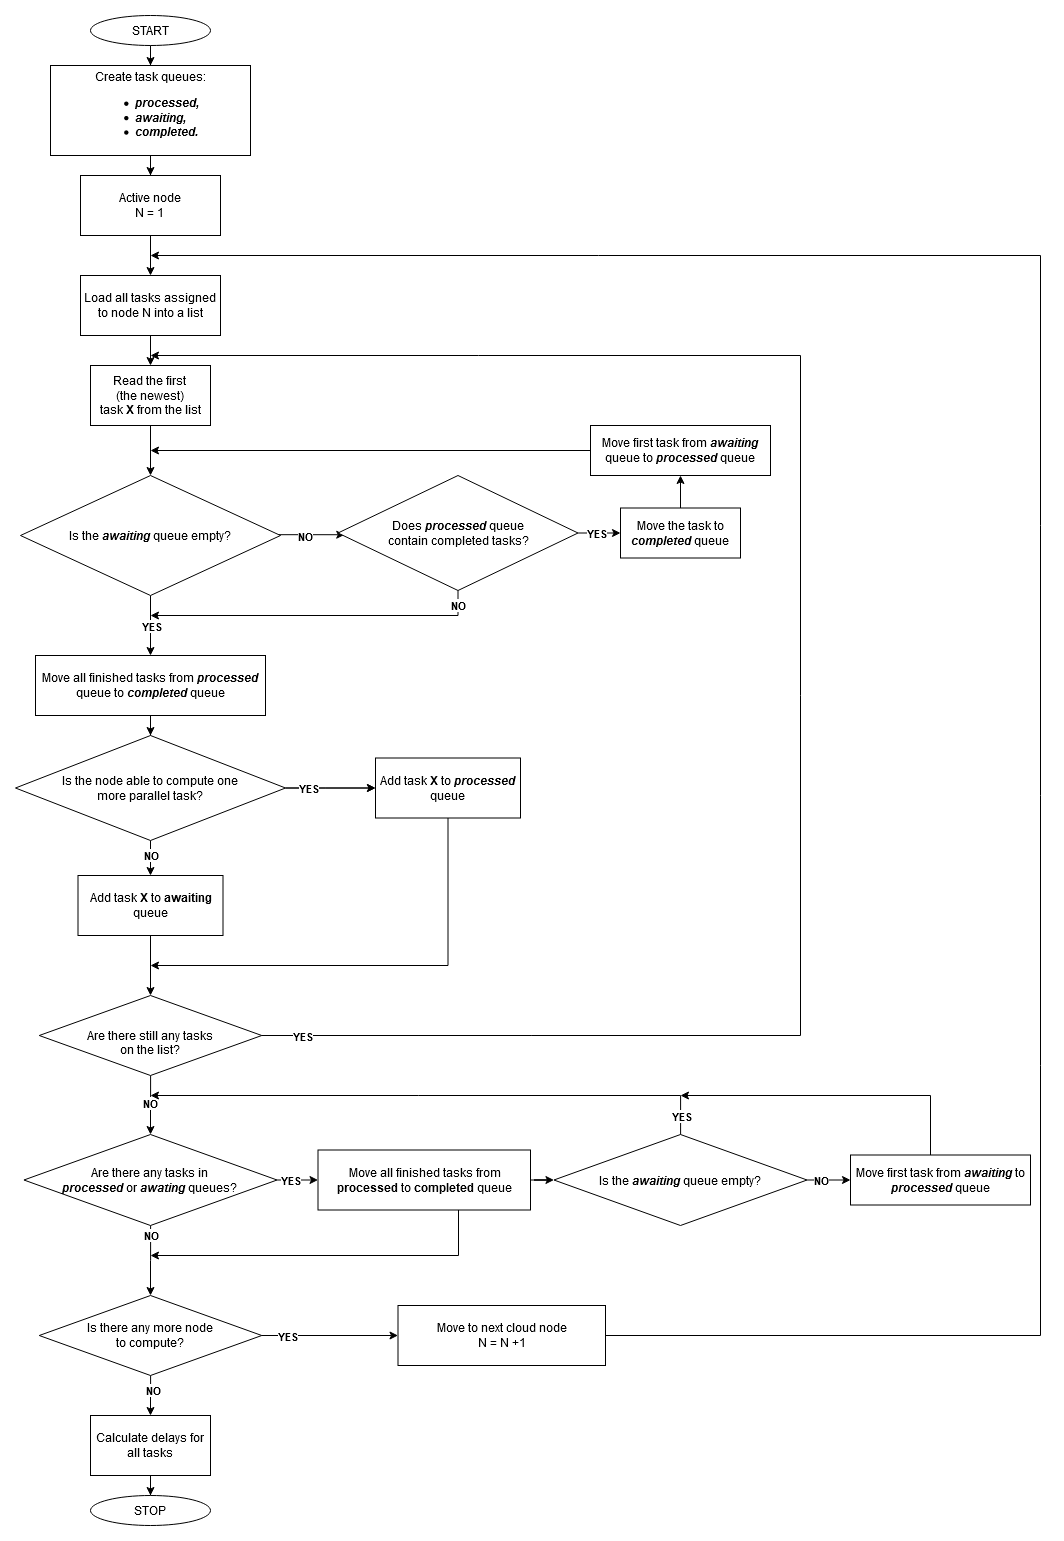 START
Create task queues:
• processed,
• awaiting,
• completed.
Active node
N = 1
Load all tasks assigned
to node N into a list
Read the first
(the newest)
task X from the list
Move first task from awaiting
queue to processed queue
Is the awaiting queue empty?
NO
Does processed queue
contain completed tasks?
YES
Move the task to
completed queue
NO
YES
Move all finished tasks from processed
queue to completed queue
Is the node able to compute one
more parallel task?
YES
Add task X to processed
queue
NO
Add task X to awaiting
queue
Are there still any tasks
on the list?
YES
NO
YES
Are there any tasks in
processed or awating queues?
YES
Move all finished tasks from
processed to completed queue
Is the awaiting queue empty?
NO
Move first task from awaiting to
processed queue
NO
Is there any more node
to compute?
YES
Move to next cloud node
N = N +1
NO
Calculate delays for
all tasks
STOP